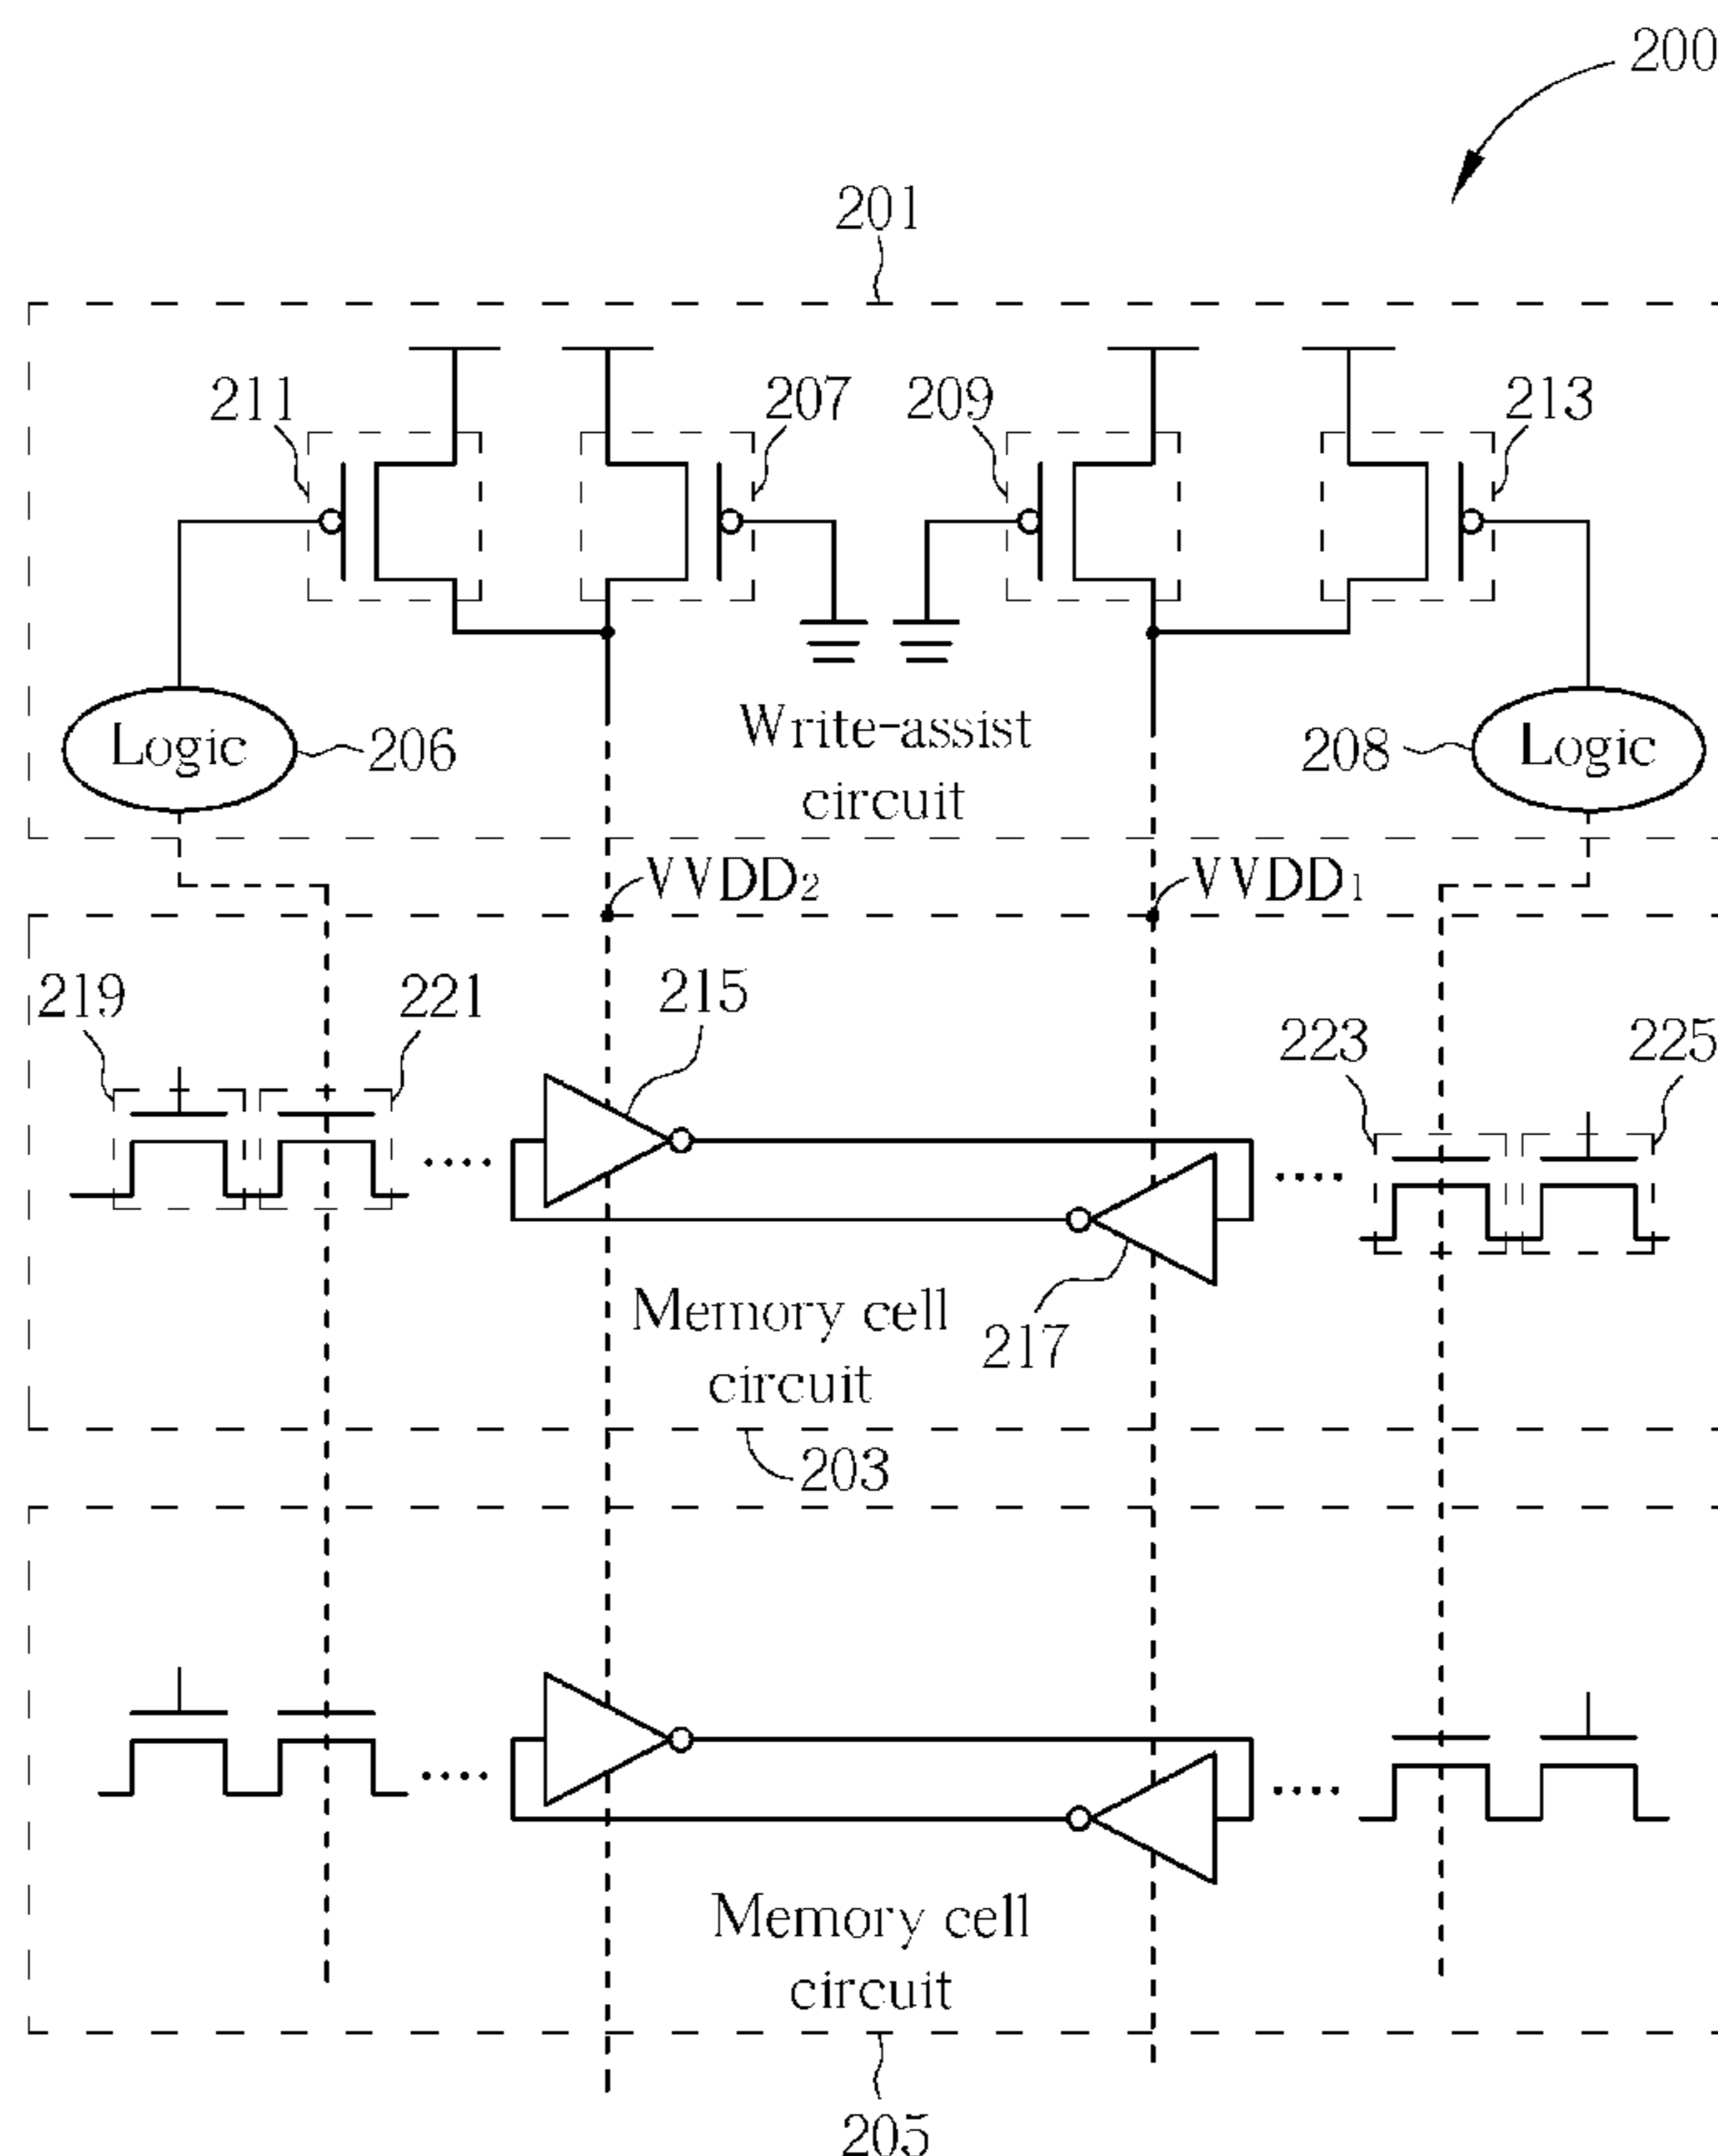 200
201
211
207
209
213
Logic
206
Write-assist
circuit
208
Logic
VVDD2
VVDD1
219
221
215
223
225
Memory cell
circuit
217
203
Memory cell
circuit
205